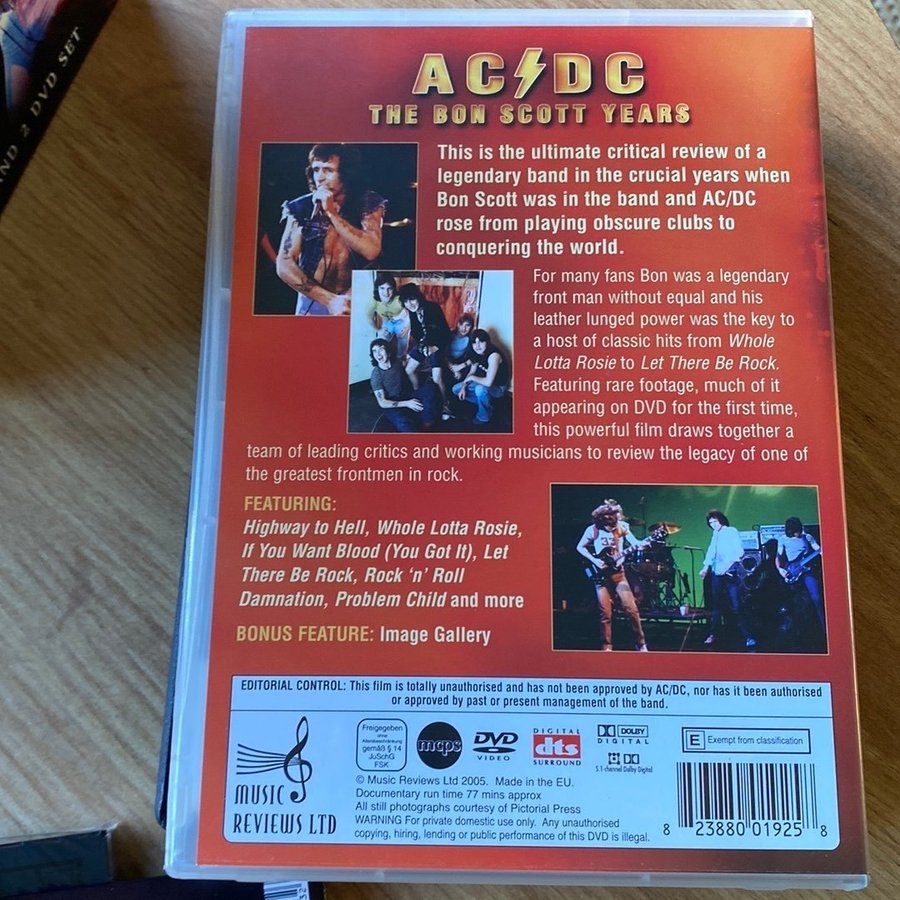 AND 2 DVD SET
AC/DC
THE BON SCOTT YEARS
This is the ultimate critical review of a
legendary band in the crucial years when
Bon Scott was in the band and AC/DC
rose from playing obscure clubs to
conquering the world.
For many fans Bon was a legendary
front man without equal and his
leather lunged power was the key to
a host of classic hits from Whole
Lotta Rosie to Let There Be Rock.
Featuring rare footage, much of it
appearing on DVD for the first time,
this powerful film draws together a
team of leading critics and working musicians to review the legacy of one of
the greatest frontmen in rock.
FEATURING:
Highway to Hell, Whole Lotta Rosie,
If You Want Blood (You Got It), Let
There Be Rock, Rock ‘n’ Roll
Damnation, Problem Child and more
BONUS FEATURE: Image Gallery
EDITORIAL CONTROL: This film is totally unauthorised and has not been approved by AC/DC, nor has it been authorised
or approved by past or present management of the band.
MUSIC
REVIEWS LTD
Freigegeben
ohne
Altersbeschränkung
gemäß § 14
JuSchG
FSK
mcps
DVD
VIDEO
DIGITAL
dts
SURROUND
DOLBY
DIGITAL
5.1-channel Dolby Digital
E Exempt from classification
© Music Reviews Ltd 2005. Made in the EU.
Documentary run time 77 mins approx
All still photographs courtesy of Pictorial Press
WARNING For private domestic use only. Any unauthorised
copying, hiring, lending or public performance of this DVD is illegal.
8 23880 01925 8